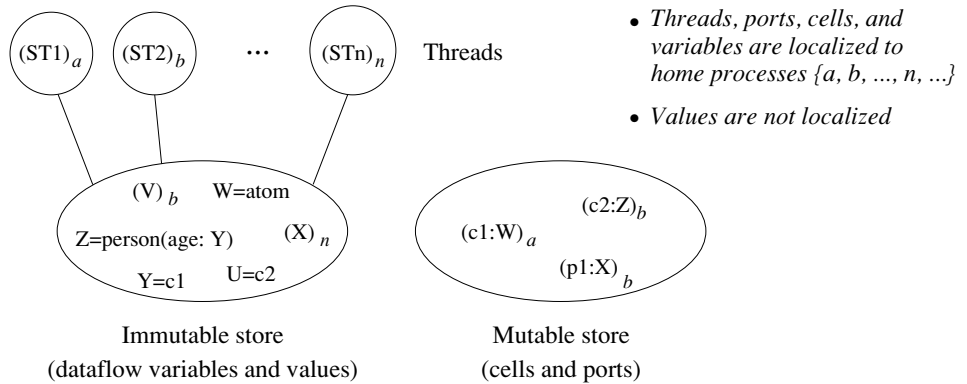 (ST1)a (ST2)b ... (STn)n Threads
• Threads, ports, cells, and
variables are localized to
home processes {a, b, ..., n, ...}
• Values are not localized
(V)b W=atom
Z=person(age: Y) (X)n
Y=c1 U=c2
(c2:Z)b
(c1:W)a
(p1:X)b
Immutable store
(dataflow variables and values)
Mutable store
(cells and ports)